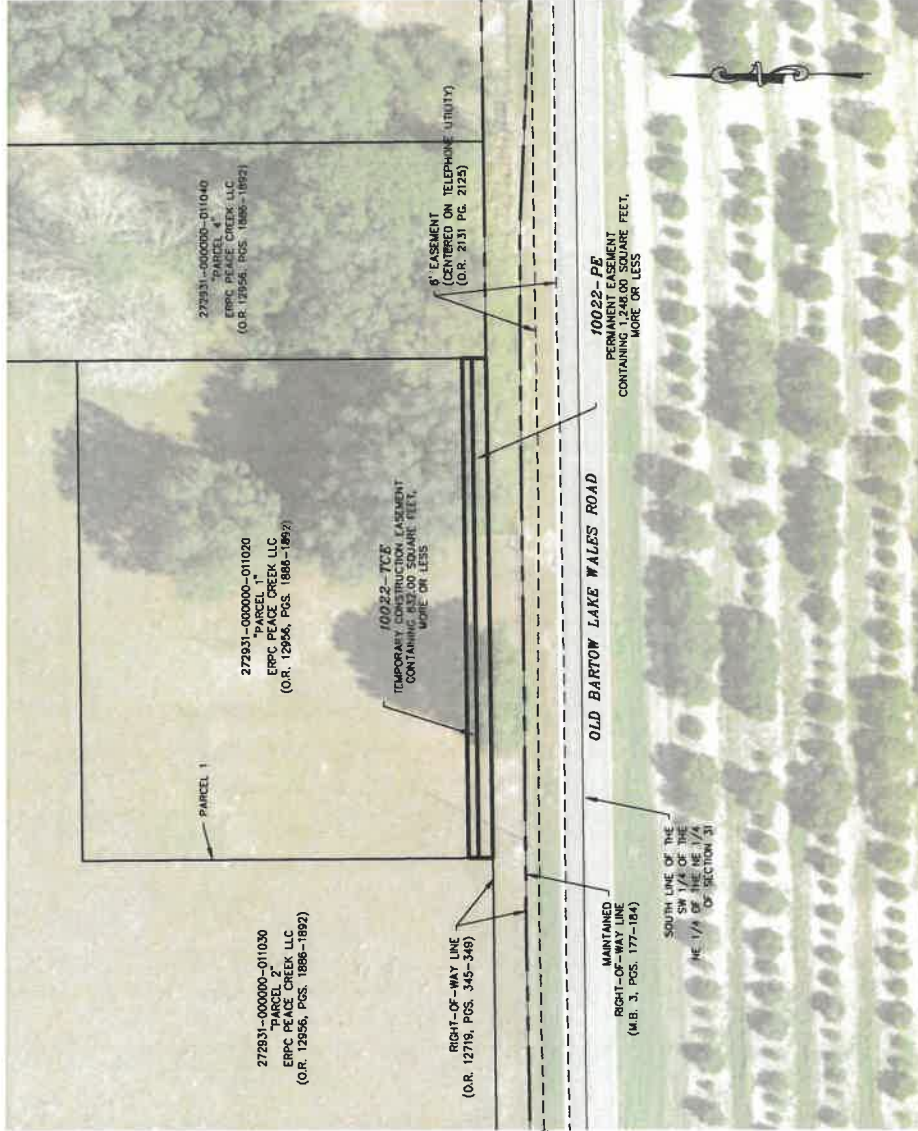 272931-000000-011040
"PARCEL 4"
ERPC PEACE CREEK LLC
(O.R. 12956, PGS. 1886-1892)
272931-000000-011020
"PARCEL 1"
ERPC PEACE CREEK LLC
(O.R. 12956, PGS. 1886-1892)
PARCEL 1
272931-000000-011030
"PARCEL 2"
ERPC PEACE CREEK LLC
(O.R. 12956, PGS. 1886-1892)
10022-TCE
TEMPORARY CONSTRUCTION EASEMENT
CONTAINING 832.00 SQUARE FEET,
MORE OR LESS
6' EASEMENT
(CENTERED ON TELEPHONE UTILITY)
(O.R. 2131 PG. 2125)
RIGHT-OF-WAY LINE
(O.R. 12719, PGS. 345-349)
10022-PE
PERMANENT EASEMENT
CONTAINING 1,248.00 SQUARE FEET,
MORE OR LESS
OLD BARTOW LAKE WALES ROAD
MAINTAINED
RIGHT-OF-WAY LINE
(M.B. 3, PGS. 177-184)
SOUTH LINE OF THE
SW 1/4 OF THE
NE 1/4 OF THE NE 1/4
OF SECTION 31